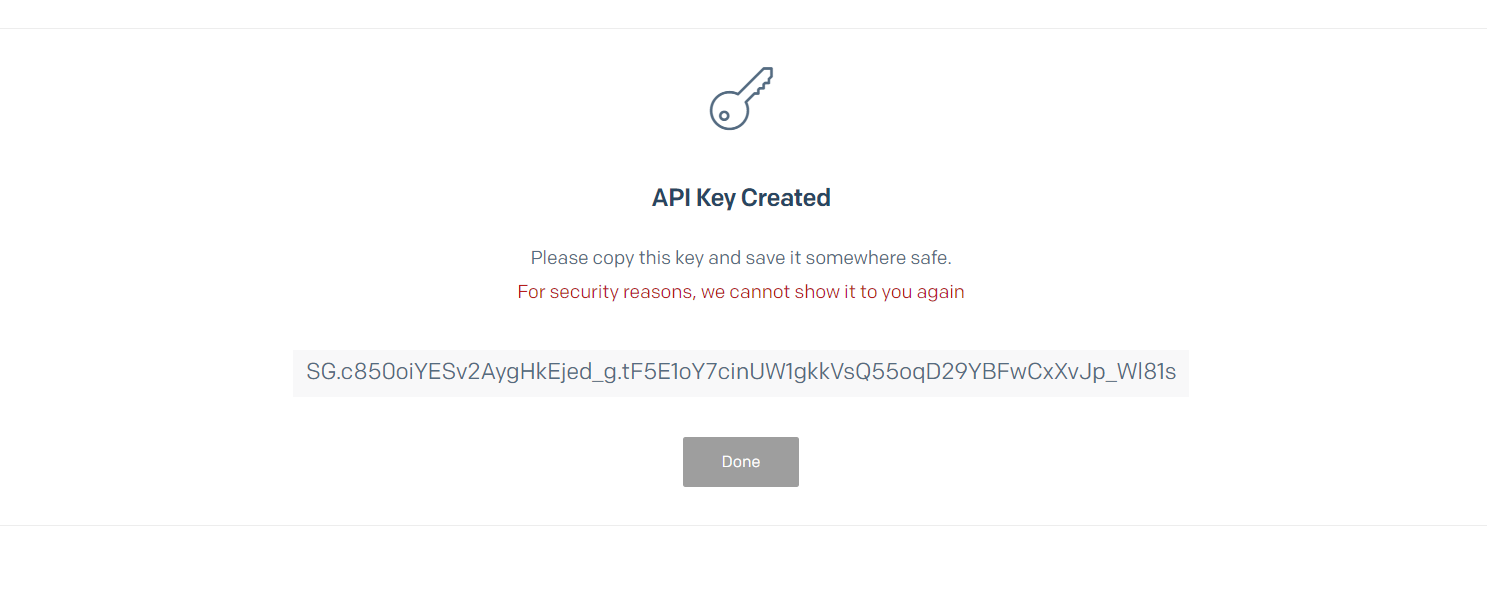 API Key Created
Please copy this key and save it somewhere safe.
For security reasons, we cannot show it to you again
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
Done